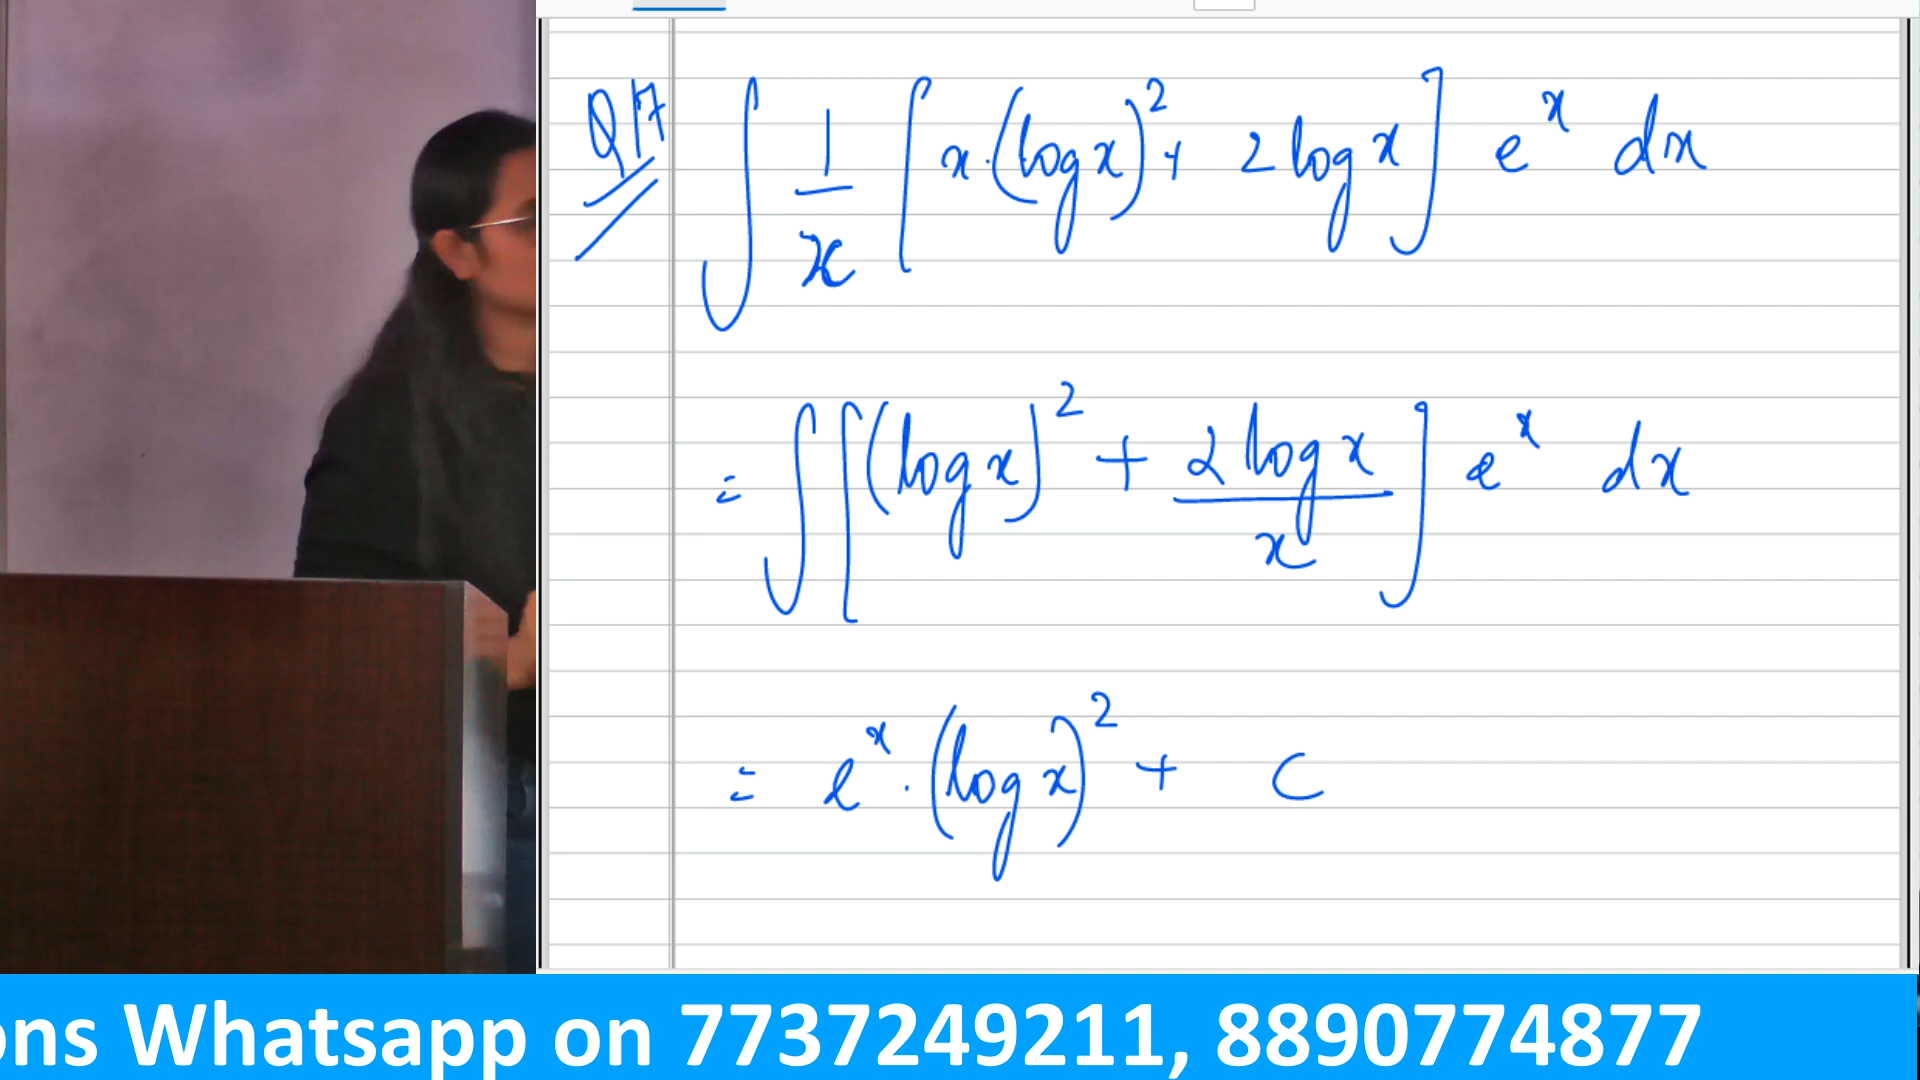 Q17 ∫ 1/x [x.(log x)² + 2 log x] eˣ dx
= ∫ [(log x)² + 2 log x / x] eˣ dx
= eˣ . (log x)² + C
ons Whatsapp on 7737249211, 8890774877